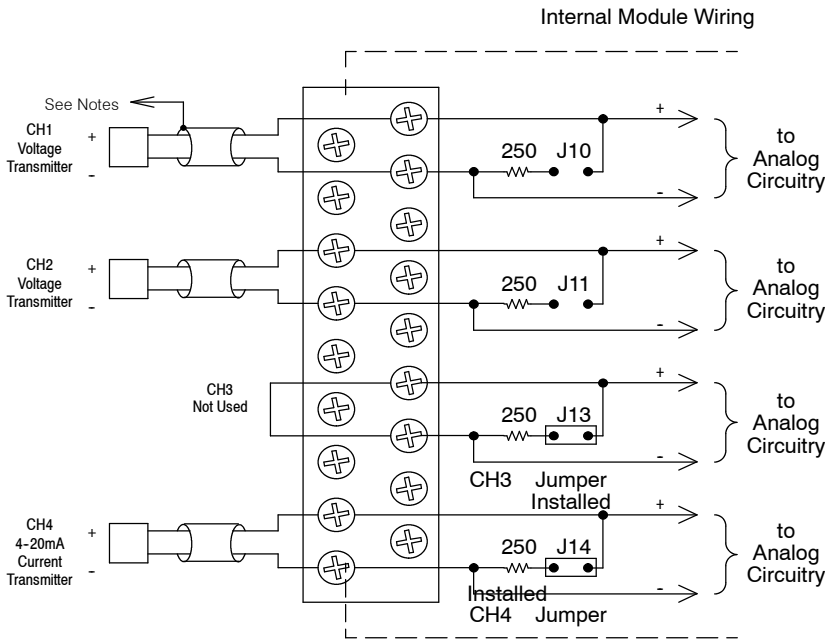 Internal Module Wiring
See Notes
CH1
Voltage
Transmitter
+
-
250 J10
+
-
to
Analog
Circuitry
CH2
Voltage
Transmitter
+
-
250 J11
+
-
to
Analog
Circuitry
CH3
Not Used
250 J13
+
-
CH3 Jumper
Installed
to
Analog
Circuitry
CH4
4-20mA
Current
Transmitter
+
-
250 J14
+
-
Installed
CH4 Jumper
to
Analog
Circuitry